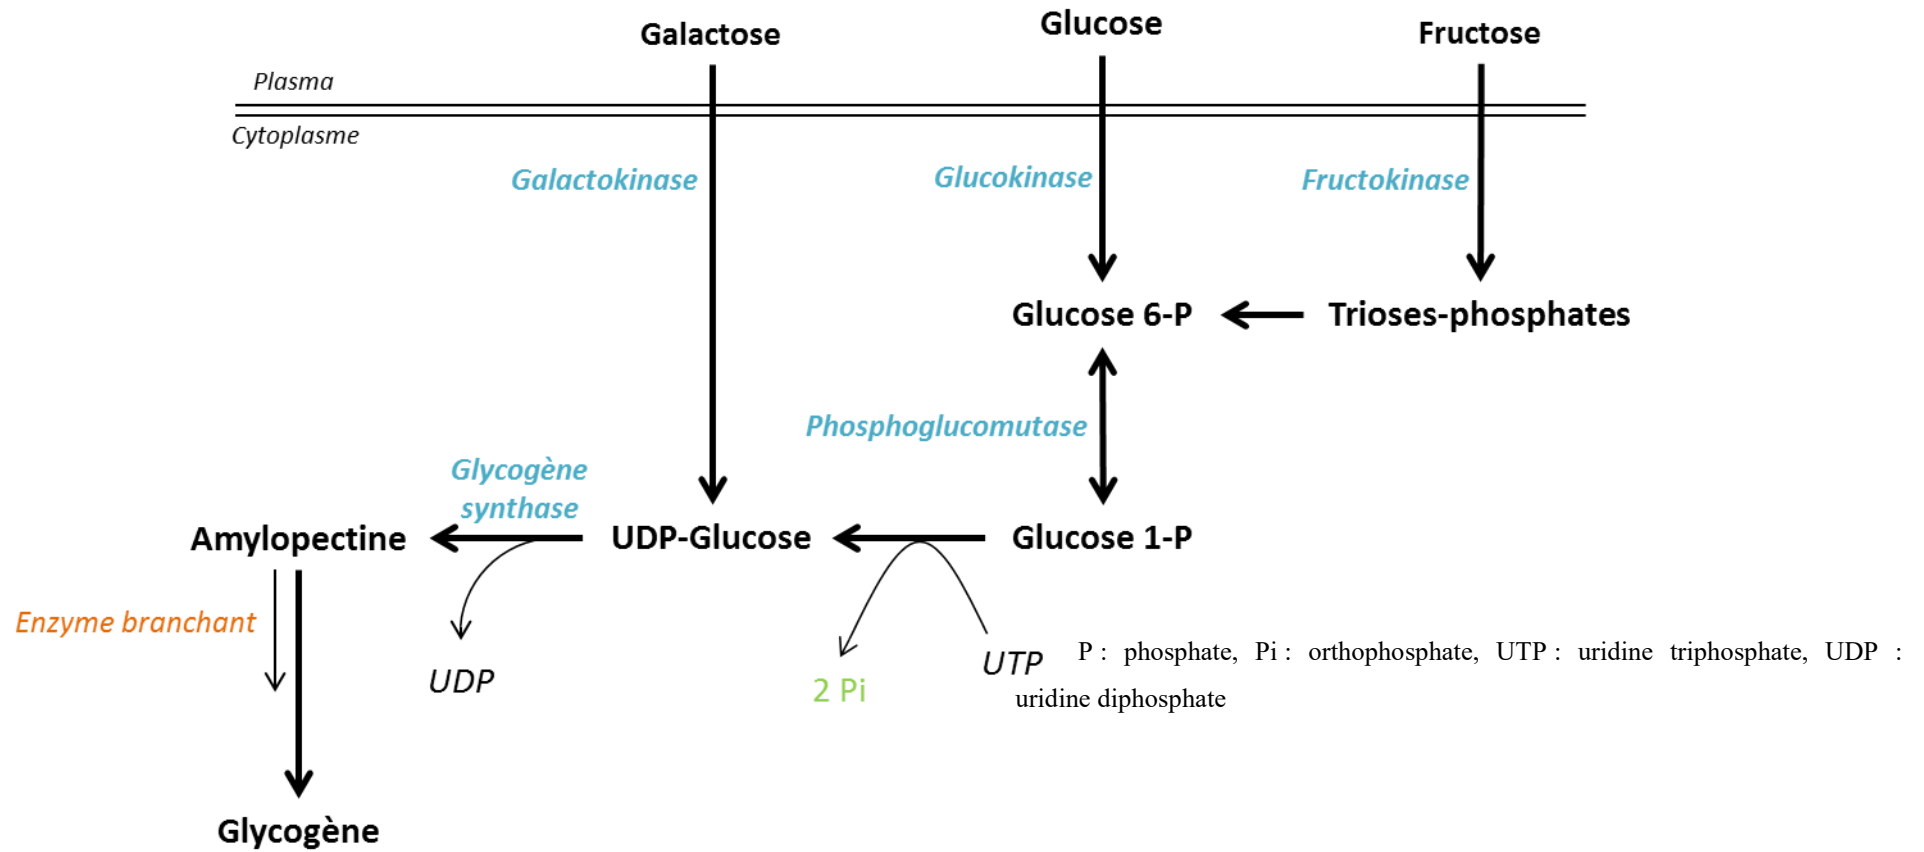 Galactose
Glucose
Fructose
Plasma
Cytoplasme
Galactokinase
Glucokinase
Fructokinase
Glucose 6-P
Trioses-phosphates
Phosphoglucomutase
Glycogène
synthase
Amylopectine
UDP-Glucose
Glucose 1-P
Enzyme branchant
UDP
2 Pi
UTP
P : phosphate, Pi : orthophosphate, UTP : uridine triphosphate, UDP :
uridine diphosphate
Glycogène